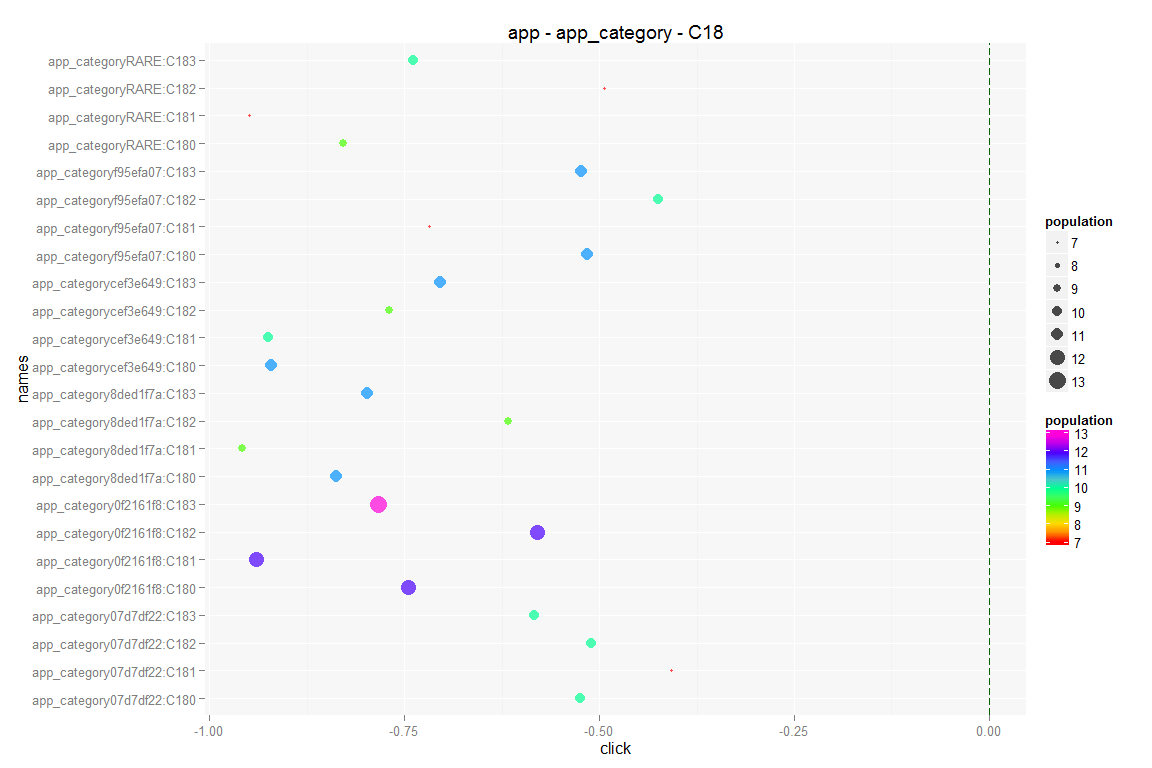 app - app_category - C18
names
app_categoryRARE:C183
app_categoryRARE:C182
app_categoryRARE:C181
app_categoryRARE:C180
app_categoryf95efa07:C183
app_categoryf95efa07:C182
app_categoryf95efa07:C181
app_categoryf95efa07:C180
app_categorycef3e649:C183
app_categorycef3e649:C182
app_categorycef3e649:C181
app_categorycef3e649:C180
app_category8ded1f7a:C183
app_category8ded1f7a:C182
app_category8ded1f7a:C181
app_category8ded1f7a:C180
app_category0f2161f8:C183
app_category0f2161f8:C182
app_category0f2161f8:C181
app_category0f2161f8:C180
app_category07d7df22:C183
app_category07d7df22:C182
app_category07d7df22:C181
app_category07d7df22:C180
-1.00 -0.75 -0.50 -0.25 0.00
click
population
7
8
9
10
11
12
13
population
13
12
11
10
9
8
7